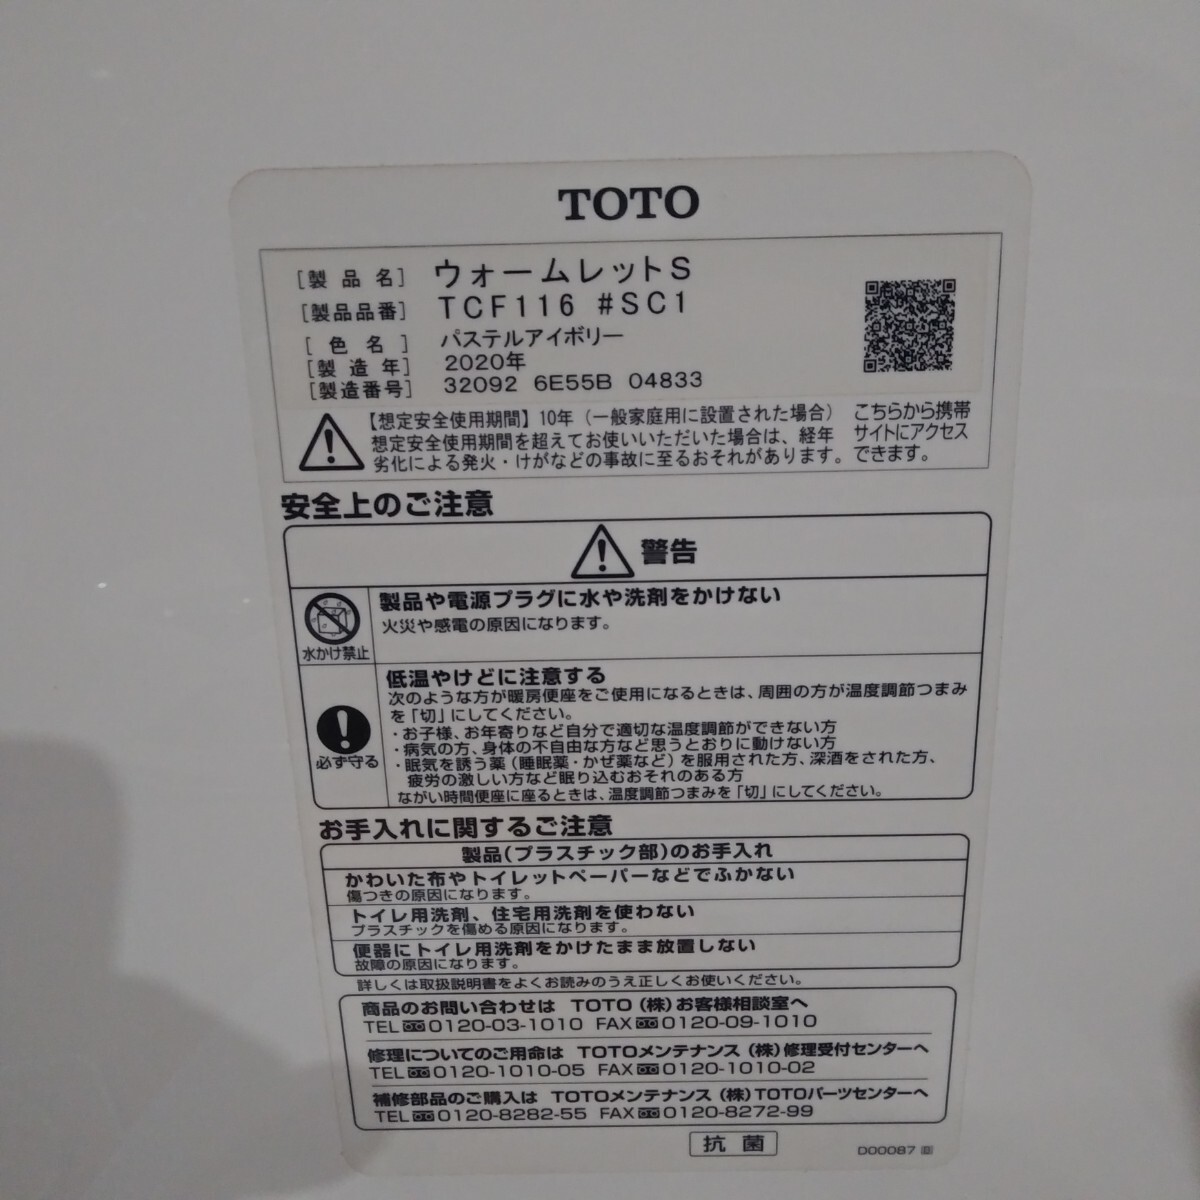 TOTO
[製品名] ウォームレットS
[製品品番] TCF116 #SC1
[色名] パステルアイボリー
[製造年] 2020年
[製造番号] 32092 6E55B 04833
【想定安全使用期間】10年（一般家庭用に設置された場合）
想定安全使用期間を超えてお使いいただいた場合は、経年
劣化による発火・けがなどの事故に至るおそれがあります。
こちらから携帯
サイトにアクセス
できます。
安全上のご注意
警告
水かけ禁止
製品や電源プラグに水や洗剤をかけない
火災や感電の原因になります。
必ず守る
低温やけどに注意する
次のような方が暖房便座をご使用になるときは、周囲の方が温度調節つまみ
を「切」にしてください。
・お子様、お年寄りなど自分で適切な温度調節ができない方
・病気の方、身体の不自由な方など思うとおりに動けない方
・眠気を誘う薬（睡眠薬・かぜ薬など）を服用された方、深酒をされた方、
疲労の激しい方など眠り込むおそれのある方
ながい時間便座に座るときは、温度調節つまみを「切」にしてください。
お手入れに関するご注意
製品（プラスチック部）のお手入れ
かわいた布やトイレットペーパーなどでふかない
傷つきの原因になります。
トイレ用洗剤、住宅用洗剤を使わない
プラスチックを傷める原因になります。
便器にトイレ用洗剤をかけたまま放置しない
故障の原因になります。
詳しくは取扱説明書をよくお読みのうえ正しくお使いください。
商品のお問い合わせは TOTO（株）お客様相談室へ
TEL 0120-03-1010 FAX 0120-09-1010
修理についてのご用命は TOTOメンテナンス（株）修理受付センターへ
TEL 0120-1010-05 FAX 0120-1010-02
補修部品のご購入は TOTOメンテナンス（株）TOTOパーツセンターへ
TEL 0120-8282-55 FAX 0120-8272-99
抗菌
D00087